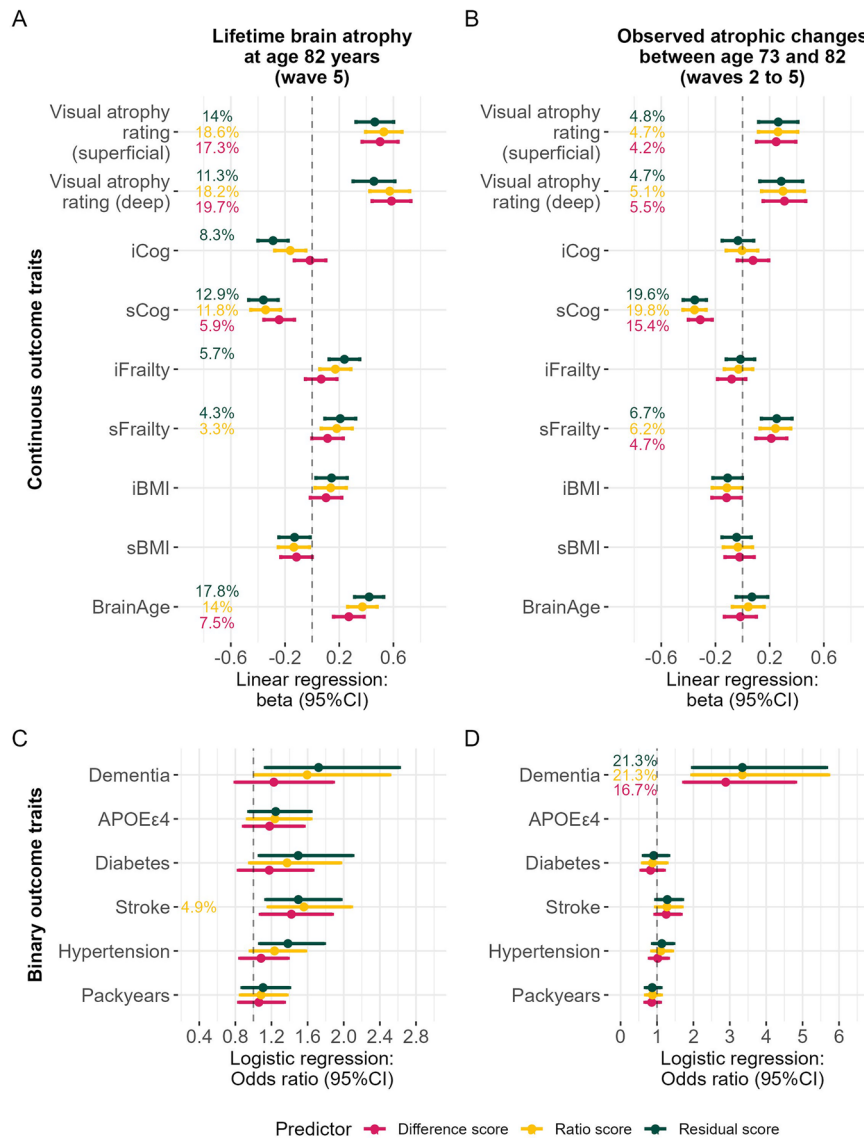 A
Lifetime brain atrophy
at age 82 years
(wave 5)
B
Observed atrophic changes
between age 73 and 82
(waves 2 to 5)
Continuous outcome traits
Visual atrophy
rating
(superficial)
14%
18.6%
17.3%
Visual atrophy
rating (deep)
11.3%
18.2%
19.7%
iCog
8.3%
sCog
12.9%
11.8%
5.9%
iFrailty
5.7%
sFrailty
4.3%
3.3%
iBMI
sBMI
BrainAge
17.8%
14%
7.5%
-0.6 -0.2 0.2 0.6
Linear regression:
beta (95%CI)
Visual atrophy
rating
(superficial)
4.8%
4.7%
4.2%
Visual atrophy
rating (deep)
4.7%
5.1%
5.5%
iCog
sCog
19.6%
19.8%
15.4%
iFrailty
sFrailty
6.7%
6.2%
4.7%
iBMI
sBMI
BrainAge
-0.6 -0.2 0.2 0.6
Linear regression:
beta (95%CI)
C
Binary outcome traits
Dementia
APOEε4
Diabetes
Stroke
4.9%
Hypertension
Packyears
0.4 0.8 1.2 1.6 2.0 2.4 2.8
Logistic regression:
Odds ratio (95%CI)
D
Dementia
21.3%
21.3%
16.7%
APOEε4
Diabetes
Stroke
Hypertension
Packyears
0 1 2 3 4 5 6
Logistic regression:
Odds ratio (95%CI)
Predictor Difference score Ratio score Residual score